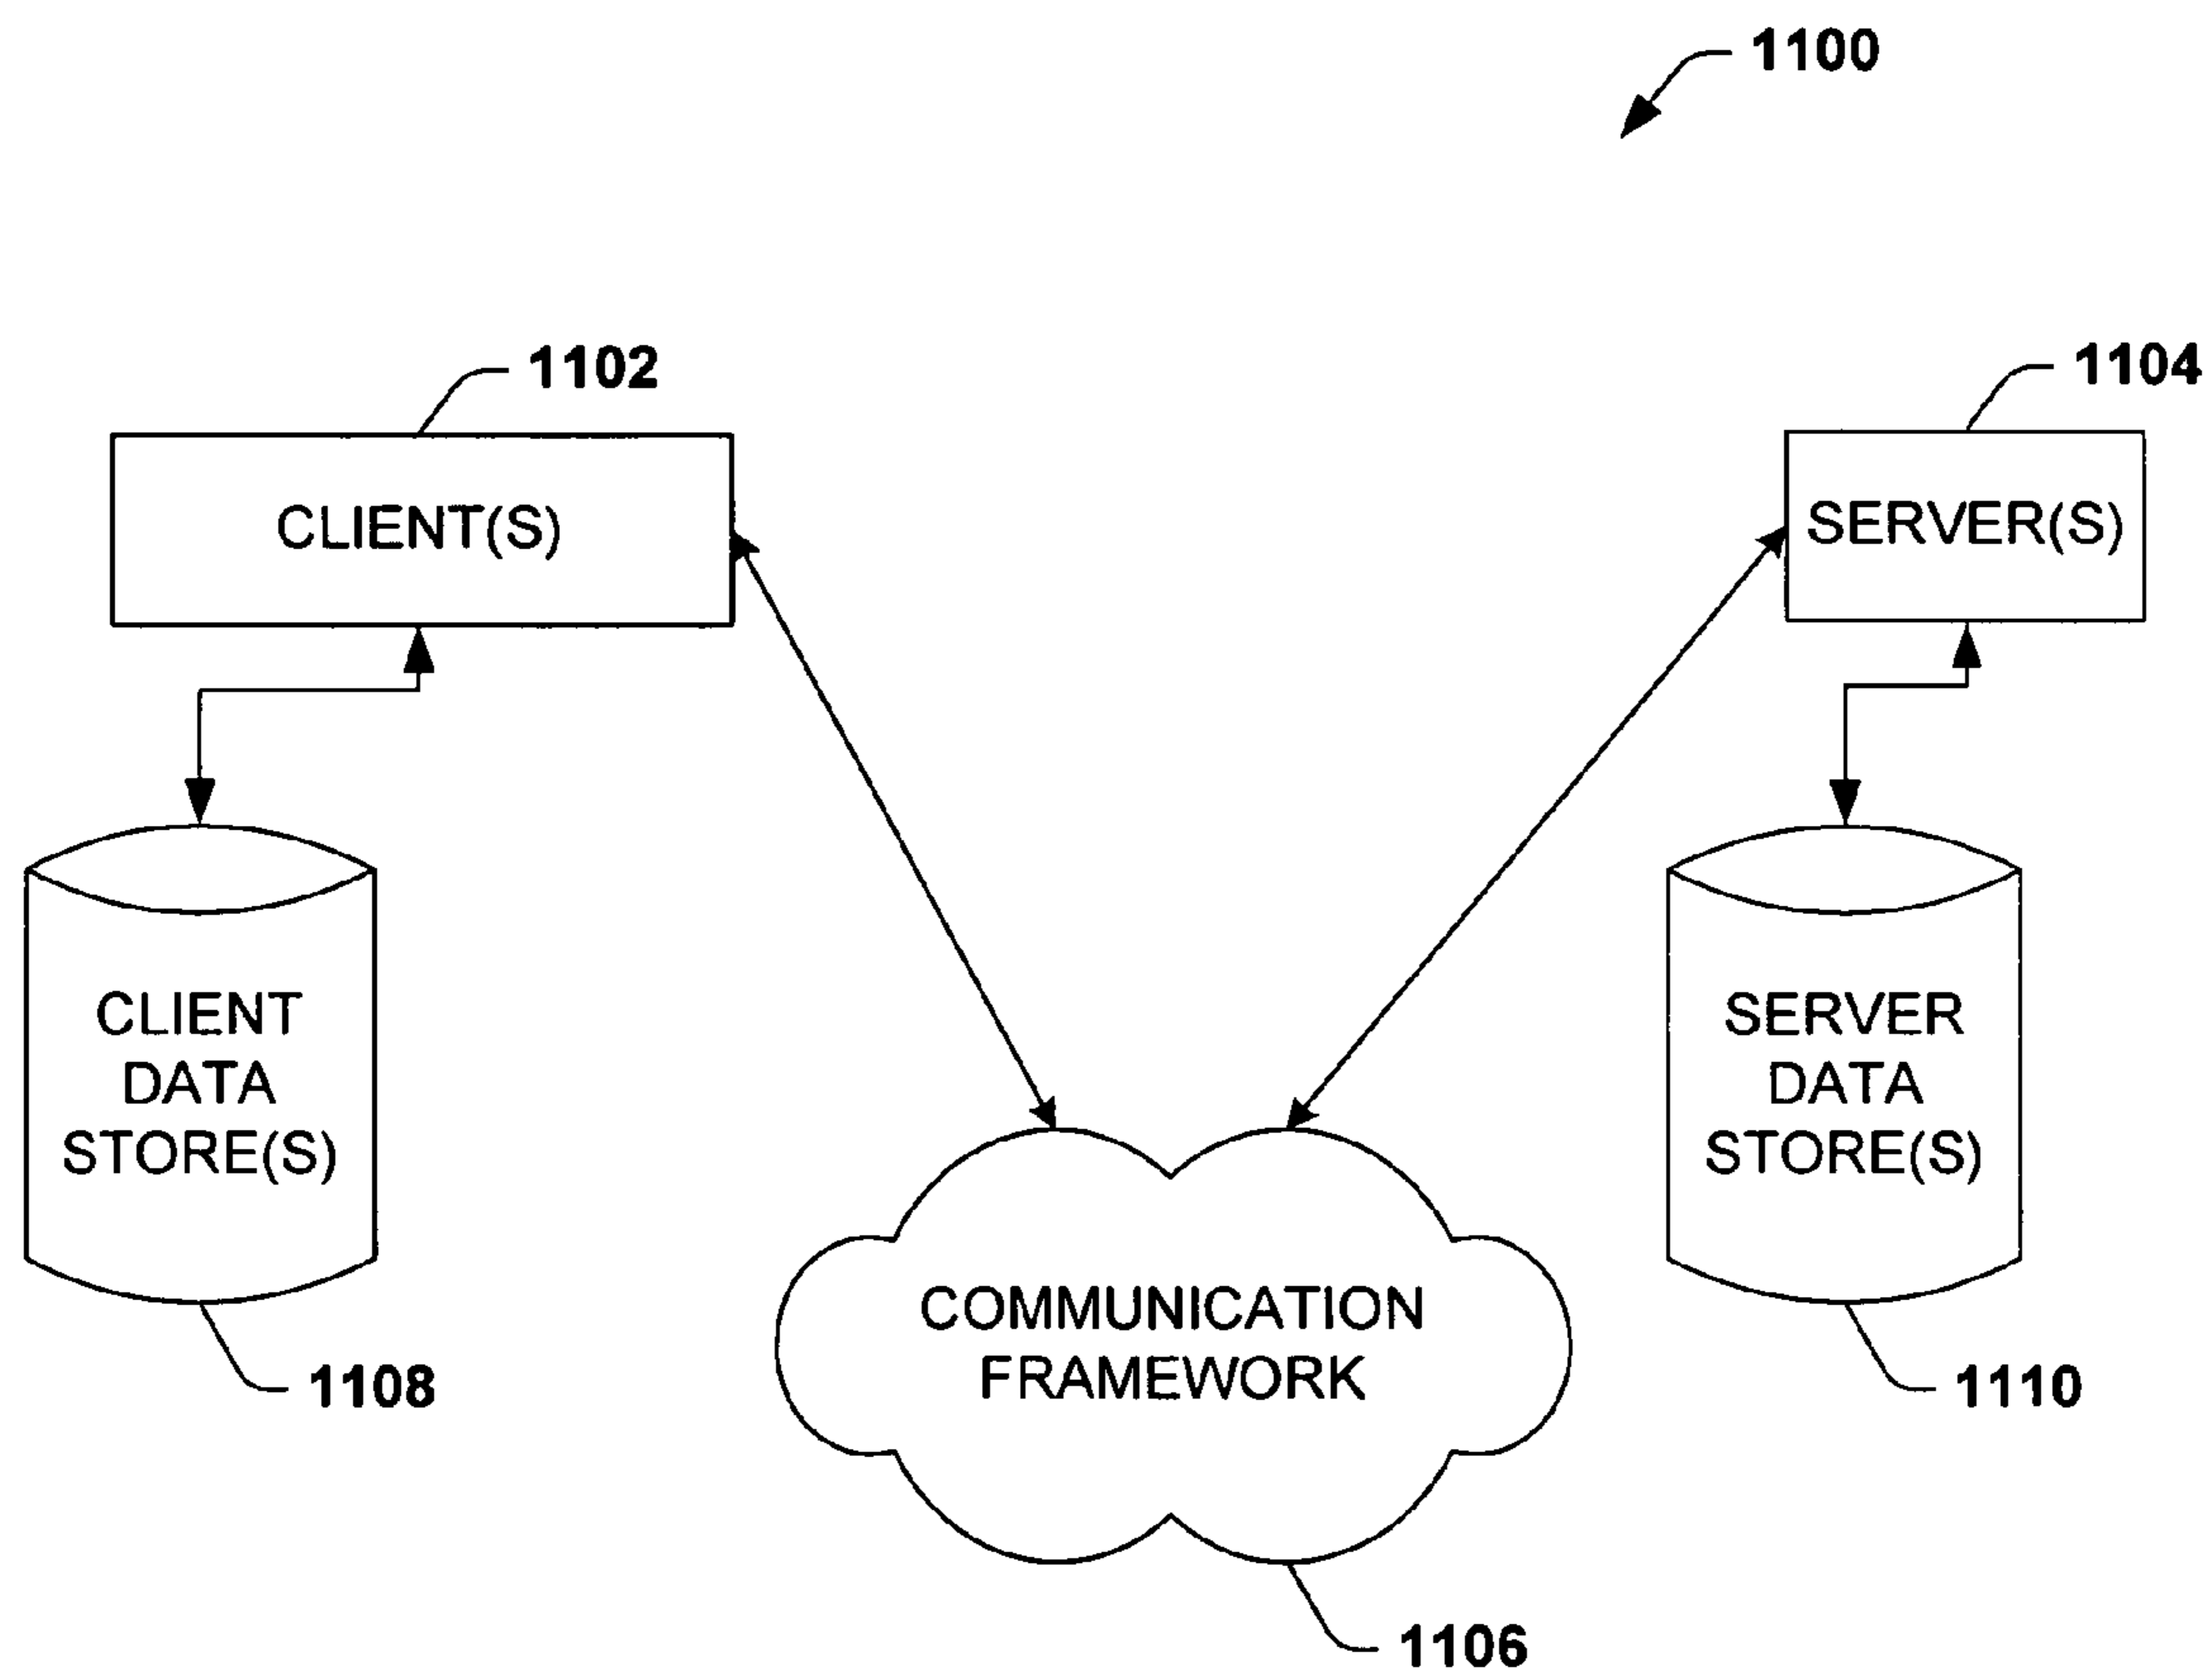 1100
1102
1104
CLIENT(S)
SERVER(S)
CLIENT
DATA
STORE(S)
SERVER
DATA
STORE(S)
COMMUNICATION
FRAMEWORK
1108
1110
1106